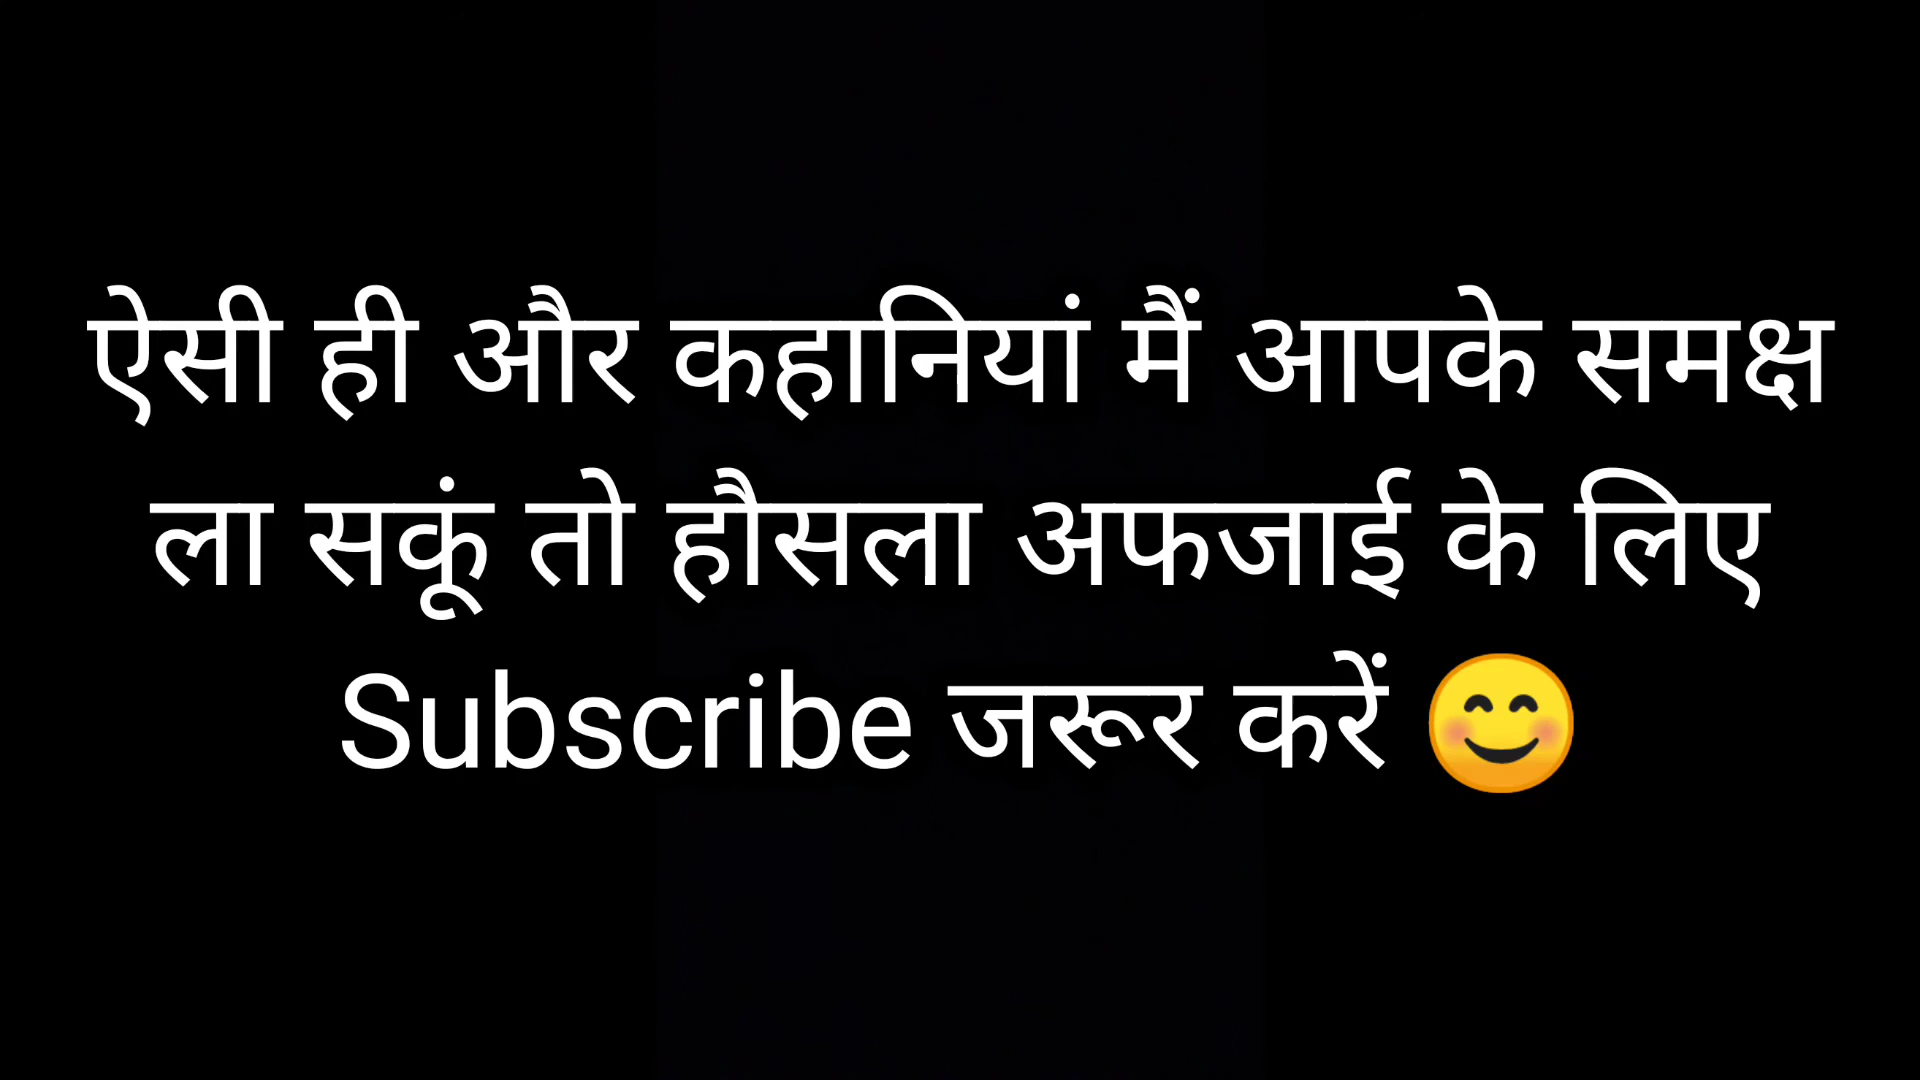 ऐसी ही और कहानियां मैं आपके समक्ष
ला सकूं तो हौसला अफजाई के लिए
Subscribe जरूर करें 😊